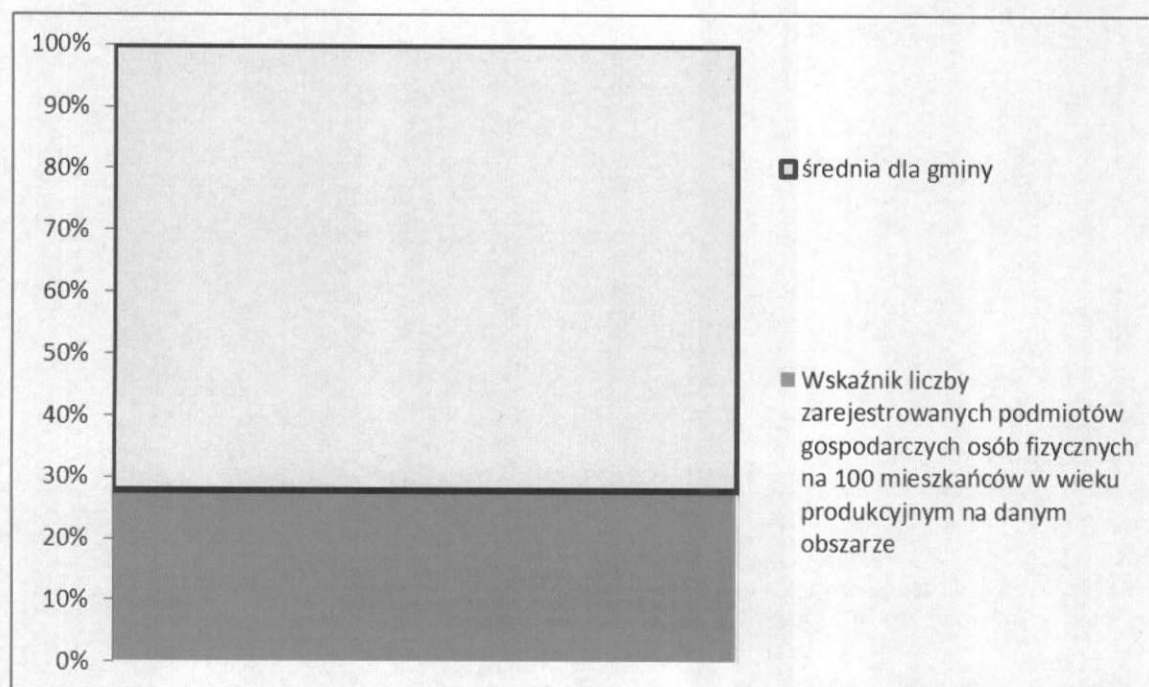 100%
90%
80%
70%
60%
50%
40%
30%
20%
10%
0%
średnia dla gminy
Wskaźnik liczby
zarejestrowanych podmiotów
gospodarczych osób fizycznych
na 100 mieszkańców w wieku
produkcyjnym na danym
obszarze